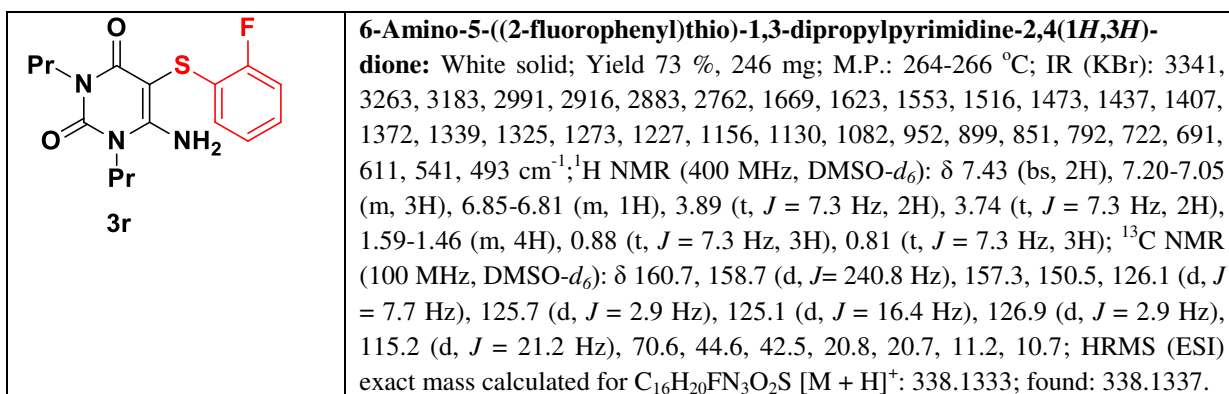 O
F
Pr
N
S
O
N
NH2
Pr
3r
6-Amino-5-((2-fluorophenyl)thio)-1,3-dipropylpyrimidine-2,4(1H,3H)-
dione: White solid; Yield 73 %, 246 mg; M.P.: 264-266 °C; IR (KBr): 3341,
3263, 3183, 2991, 2916, 2883, 2762, 1669, 1623, 1553, 1516, 1473, 1437, 1407,
1372, 1339, 1325, 1273, 1227, 1156, 1130, 1082, 952, 899, 851, 792, 722, 691,
611, 541, 493 cm-1;1H NMR (400 MHz, DMSO-d6): δ 7.43 (bs, 2H), 7.20-7.05
(m, 3H), 6.85-6.81 (m, 1H), 3.89 (t, J = 7.3 Hz, 2H), 3.74 (t, J = 7.3 Hz, 2H),
1.59-1.46 (m, 4H), 0.88 (t, J = 7.3 Hz, 3H), 0.81 (t, J = 7.3 Hz, 3H); 13C NMR
(100 MHz, DMSO-d6): δ 160.7, 158.7 (d, J= 240.8 Hz), 157.3, 150.5, 126.1 (d, J
= 7.7 Hz), 125.7 (d, J = 2.9 Hz), 125.1 (d, J = 16.4 Hz), 126.9 (d, J = 2.9 Hz),
115.2 (d, J = 21.2 Hz), 70.6, 44.6, 42.5, 20.8, 20.7, 11.2, 10.7; HRMS (ESI)
exact mass calculated for C16H20FN3O2S [M + H]+: 338.1333; found: 338.1337.